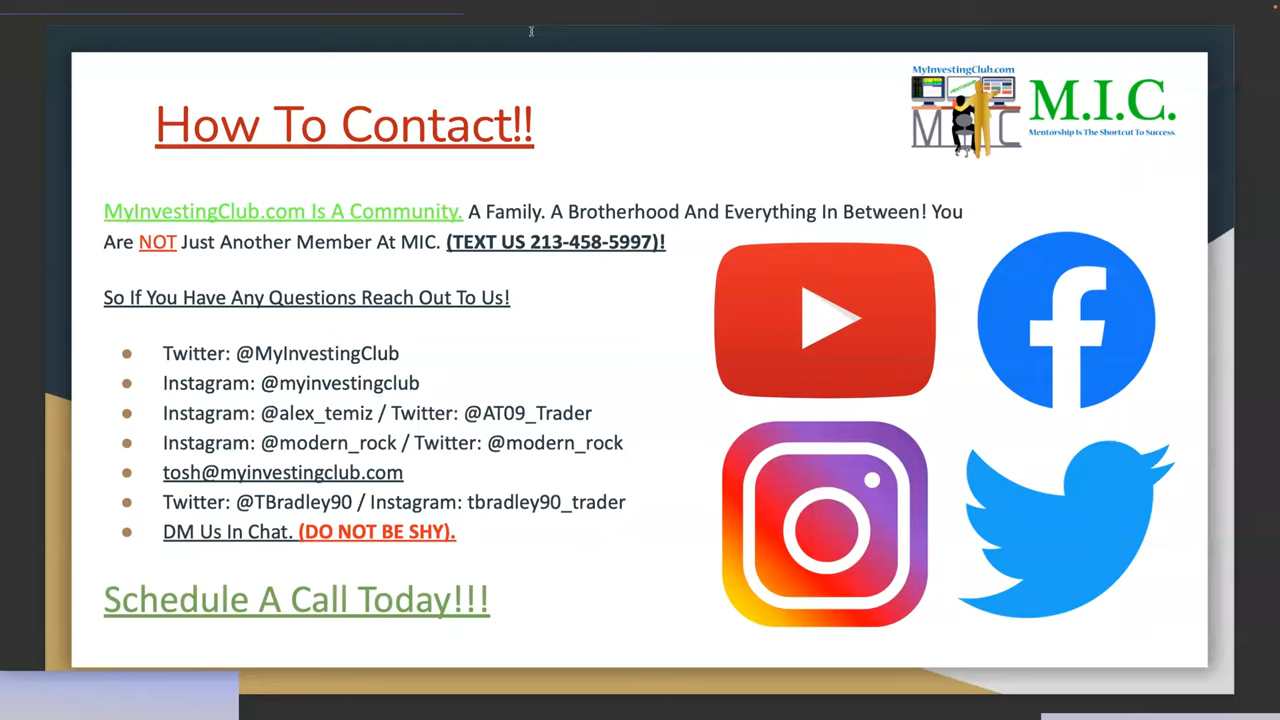 MyInvestingClub.com
MIC
M.I.C.
Mentorship Is The Shortcut To Success.
How To Contact!!
MyInvestingClub.com Is A Community. A Family. A Brotherhood And Everything In Between! You
Are NOT Just Another Member At MIC. (TEXT US 213-458-5997)!
So If You Have Any Questions Reach Out To Us!
● Twitter: @MyInvestingClub
● Instagram: @myinvestingclub
● Instagram: @alex_temiz / Twitter: @AT09_Trader
● Instagram: @modern_rock / Twitter: @modern_rock
● tosh@myinvestingclub.com
● Twitter: @TBradley90 / Instagram: tbradley90_trader
● DM Us In Chat. (DO NOT BE SHY).
Schedule A Call Today!!!